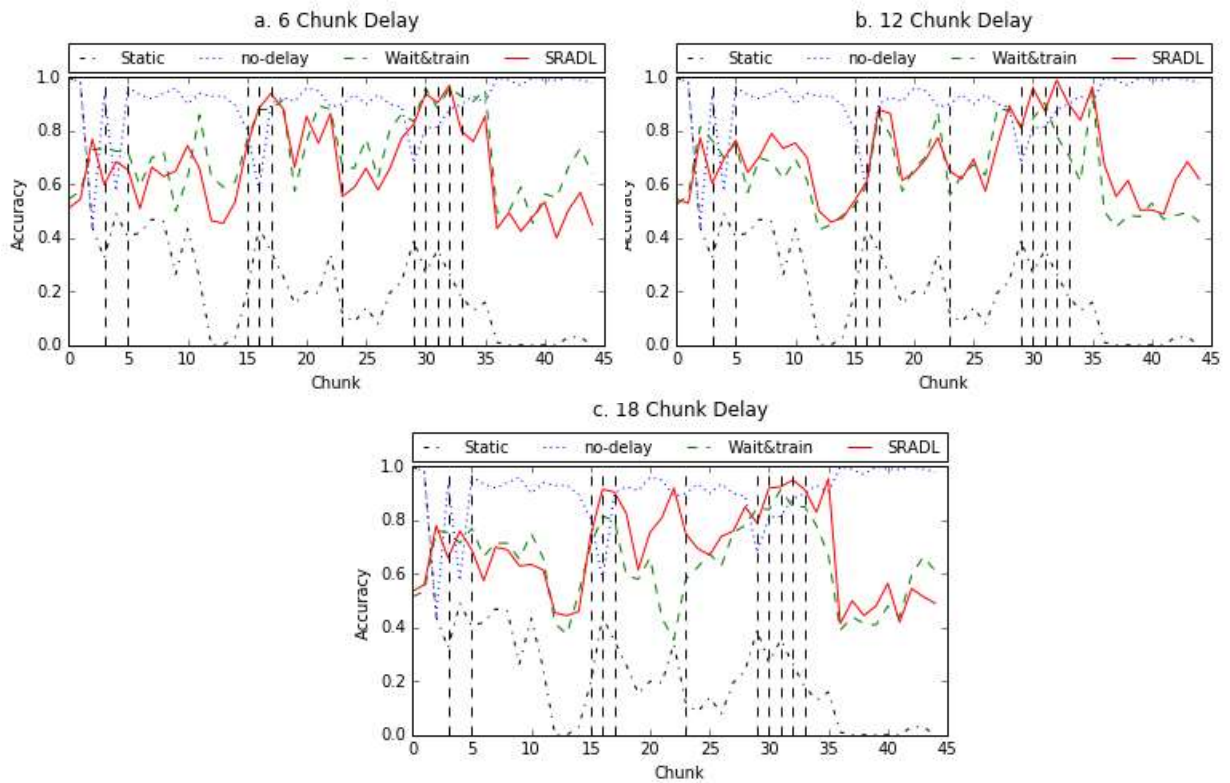 a. 6 Chunk Delay
Static no-delay Wait&train SRADL
1.0
0.8
0.6
0.4
0.2
0.0
Accuracy
0 5 10 15 20 25 30 35 40 45
Chunk
b. 12 Chunk Delay
Static no-delay Wait&train SRADL
1.0
0.8
0.6
0.4
0.2
0.0
Accuracy
0 5 10 15 20 25 30 35 40 45
Chunk
c. 18 Chunk Delay
Static no-delay Wait&train SRADL
1.0
0.8
0.6
0.4
0.2
0.0
Accuracy
0 5 10 15 20 25 30 35 40 45
Chunk